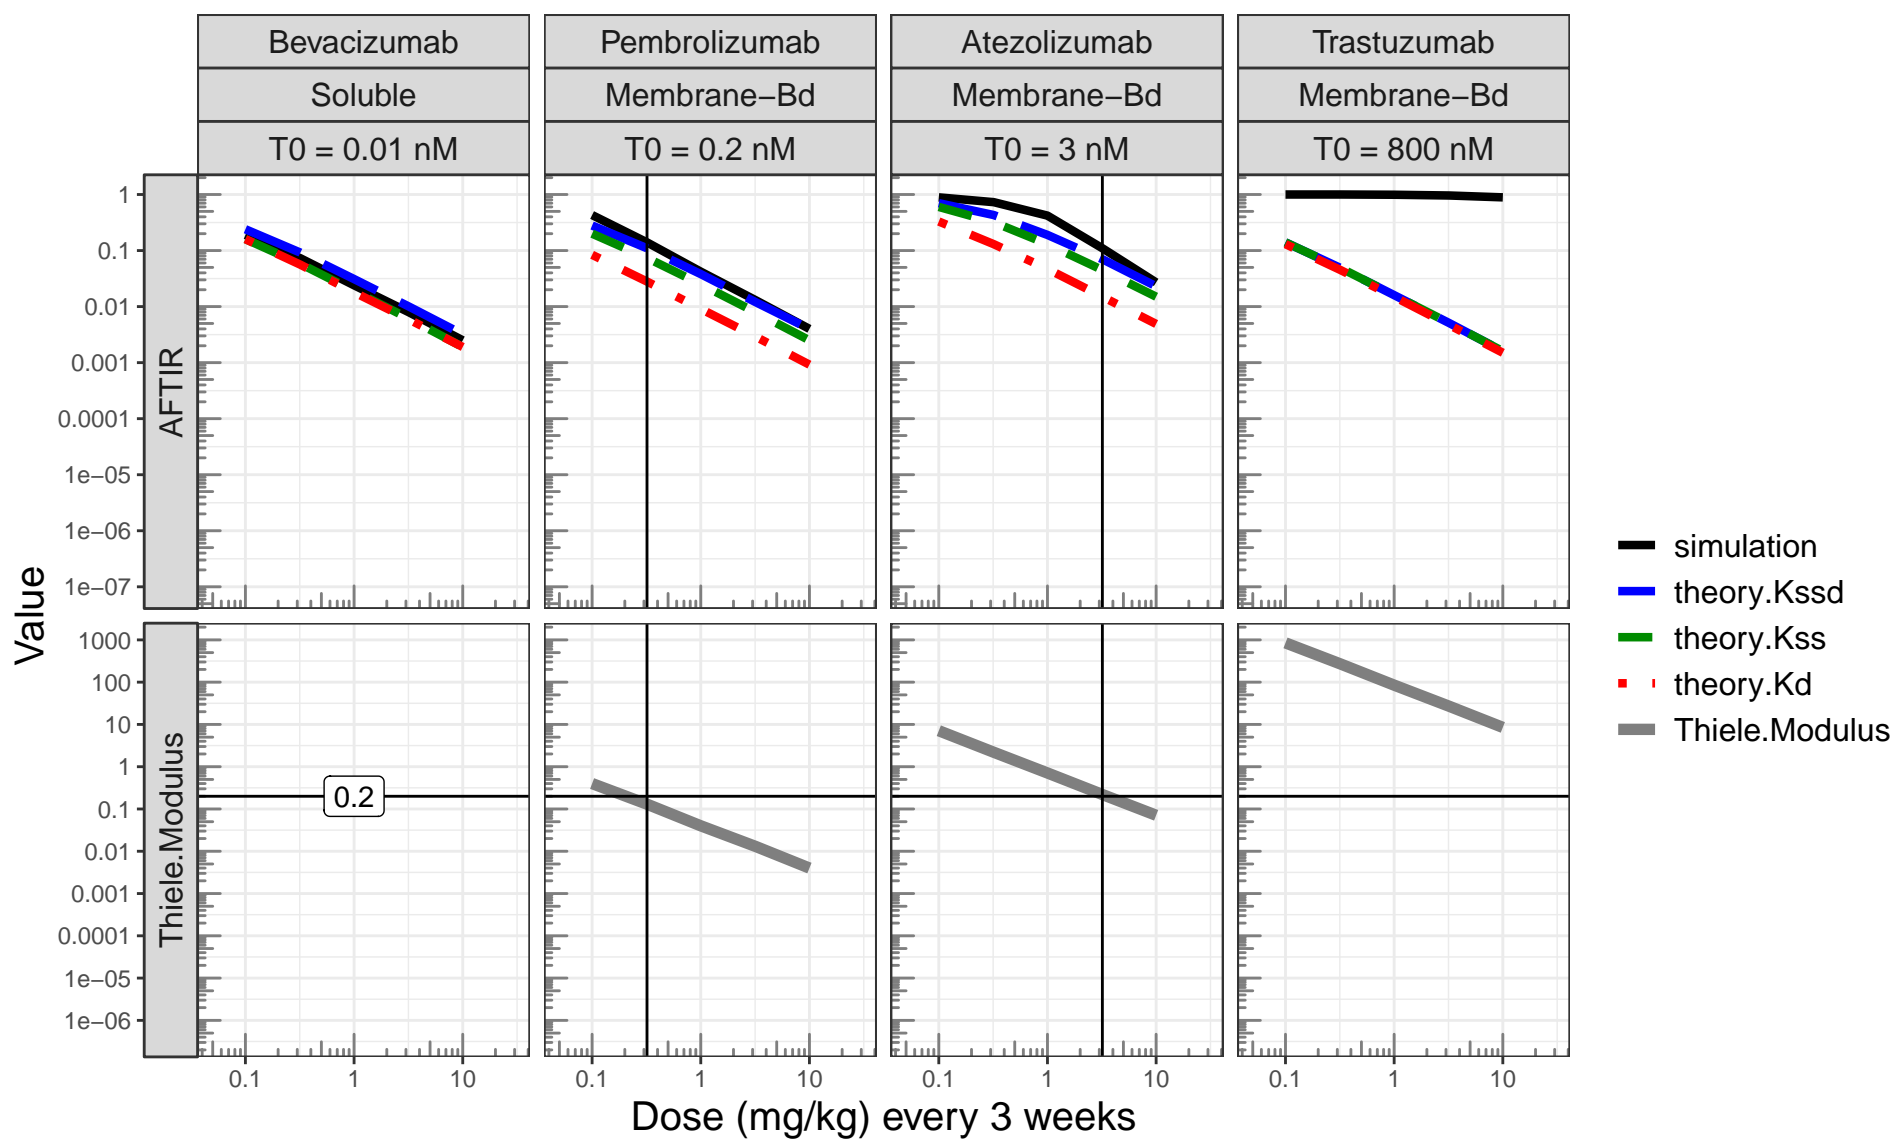 Bevacizumab
Pembrolizumab
Atezolizumab
Trastuzumab
Soluble
Membrane−Bd
Membrane−Bd
Membrane−Bd
T0 = 0.01 nM
T0 = 0.2 nM
T0 = 3 nM
T0 = 800 nM
AFTIR
1
0.1
0.01
0.001
0.0001
1e−05
1e−06
1e−07
Value
Thiele.Modulus
1000
100
10
1
0.1
0.01
0.001
0.0001
1e−05
1e−06
0.2
0.1 1 10
0.1 1 10
0.1 1 10
0.1 1 10
Dose (mg/kg) every 3 weeks
simulation
theory.Kssd
theory.Kss
theory.Kd
Thiele.Modulus